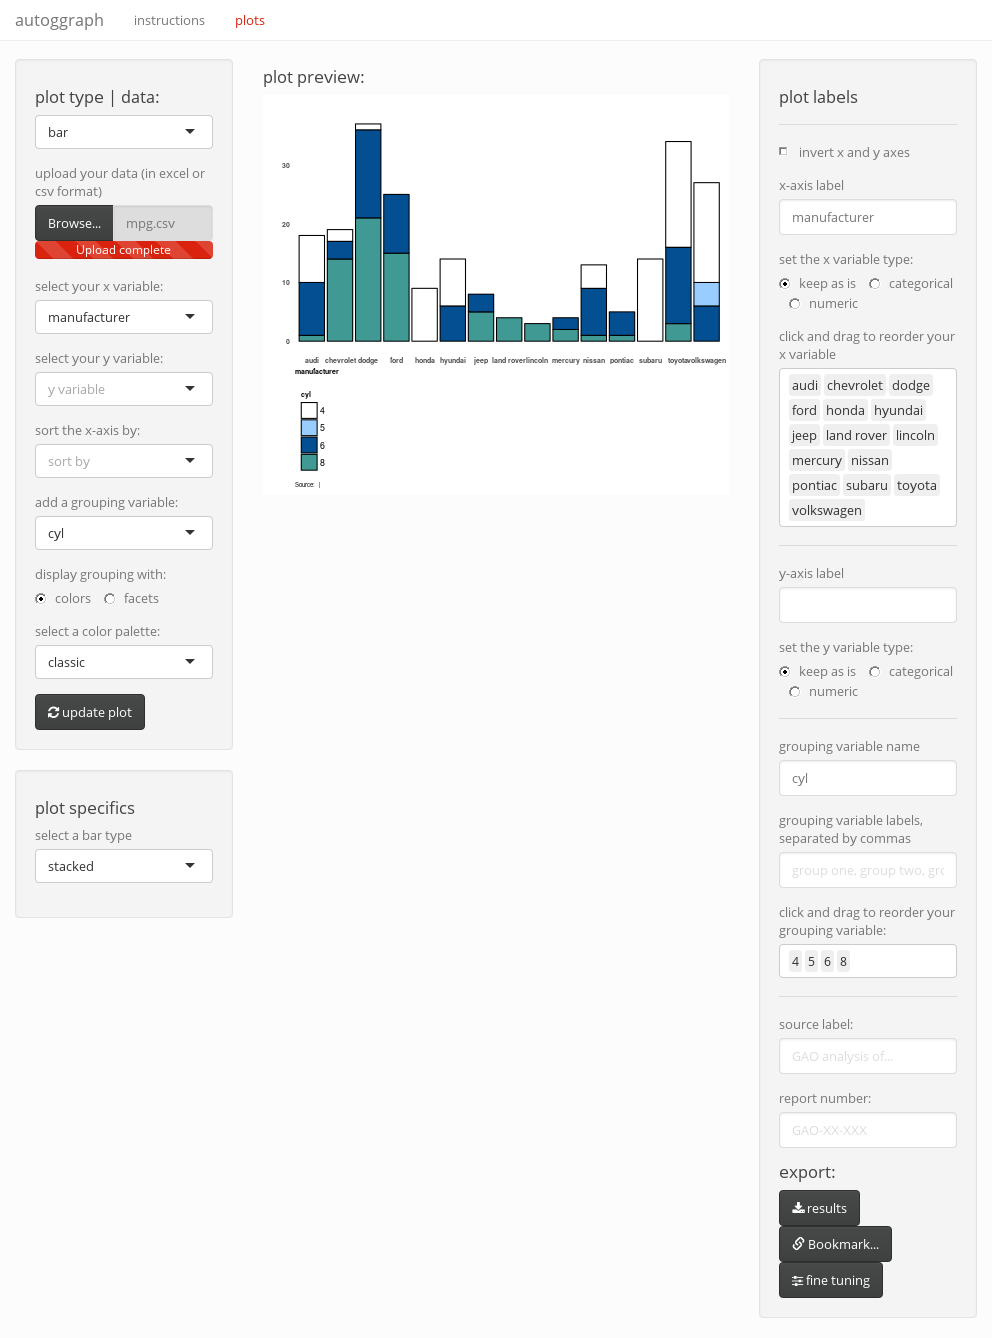 autoggraph instructions plots
plot type | data:
bar
upload your data (in excel or
csv format)
Browse... mpg.csv
Upload complete
select your x variable:
manufacturer
select your y variable:
y variable
sort the x-axis by:
sort by
add a grouping variable:
cyl
display grouping with:
colors facets
select a color palette:
classic
update plot
plot specifics
select a bar type
stacked
plot preview:
30
20
10
0
audi chevrolet dodge ford honda hyundai jeep land rover lincoln mercury nissan pontiac subaru toyota volkswagen
manufacturer
cyl
4
5
6
8
Source: |
plot labels
invert x and y axes
x-axis label
manufacturer
set the x variable type:
keep as is categorical
numeric
click and drag to reorder your
x variable
audi chevrolet dodge
ford honda hyundai
jeep land rover lincoln
mercury nissan
pontiac subaru toyota
volkswagen
y-axis label
set the y variable type:
keep as is categorical
numeric
grouping variable name
cyl
grouping variable labels,
separated by commas
group one, group two, gro
click and drag to reorder your
grouping variable:
4 5 6 8
source label:
GAO analysis of...
report number:
GAO-XX-XXX
export:
results
Bookmark...
fine tuning